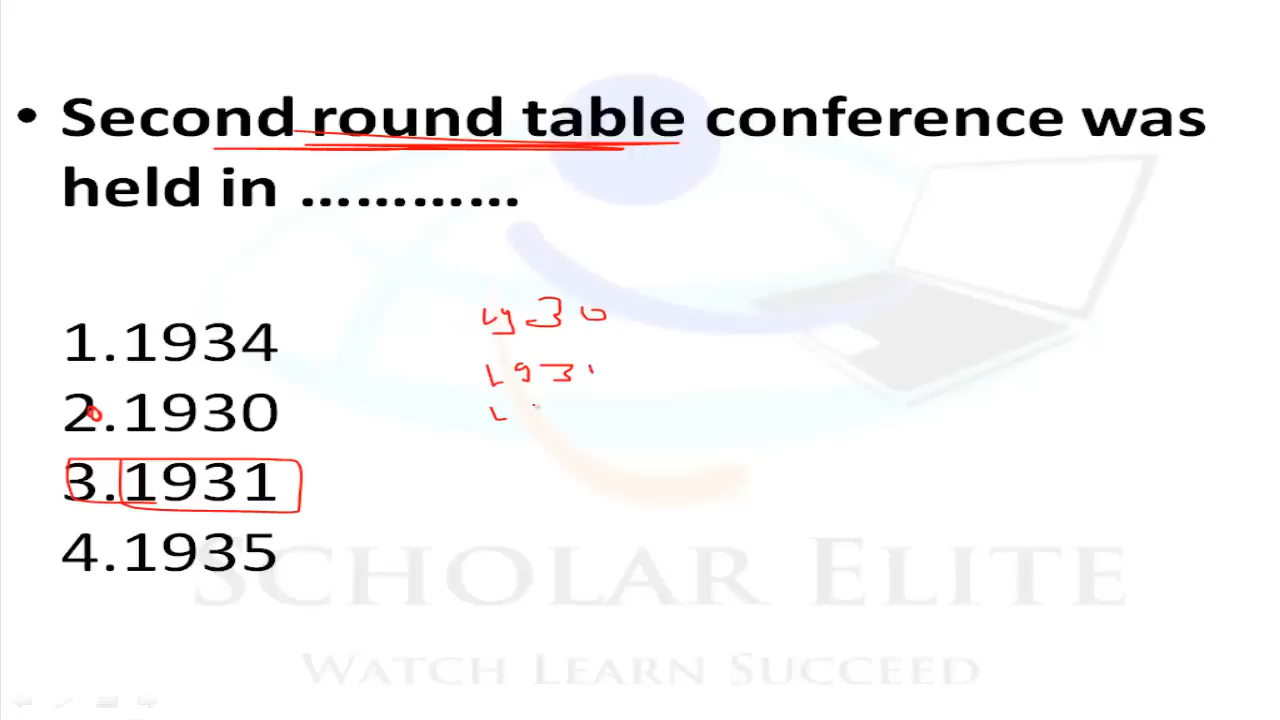 • Second round table conference was
held in .............
1.1934
2.1930
3.1931
4.1935
1930
1931
SCHOLAR ELITE
WATCH LEARN SUCCEED